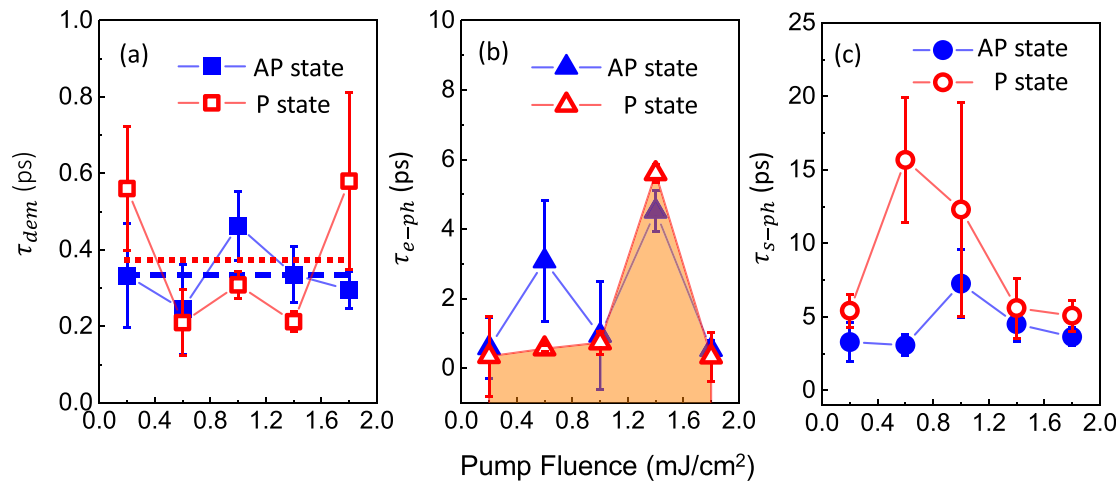 (a)
AP state
P state
τdem (ps)
1.0
0.8
0.6
0.4
0.2
0.0
0.0 0.4 0.8 1.2 1.6 2.0
(b)
AP state
P state
τe−ph (ps)
10
8
6
4
2
0
0.0 0.4 0.8 1.2 1.6 2.0
(c)
AP state
P state
τs−ph (ps)
25
20
15
10
5
0
0.0 0.4 0.8 1.2 1.6 2.0
Pump Fluence (mJ/cm²)